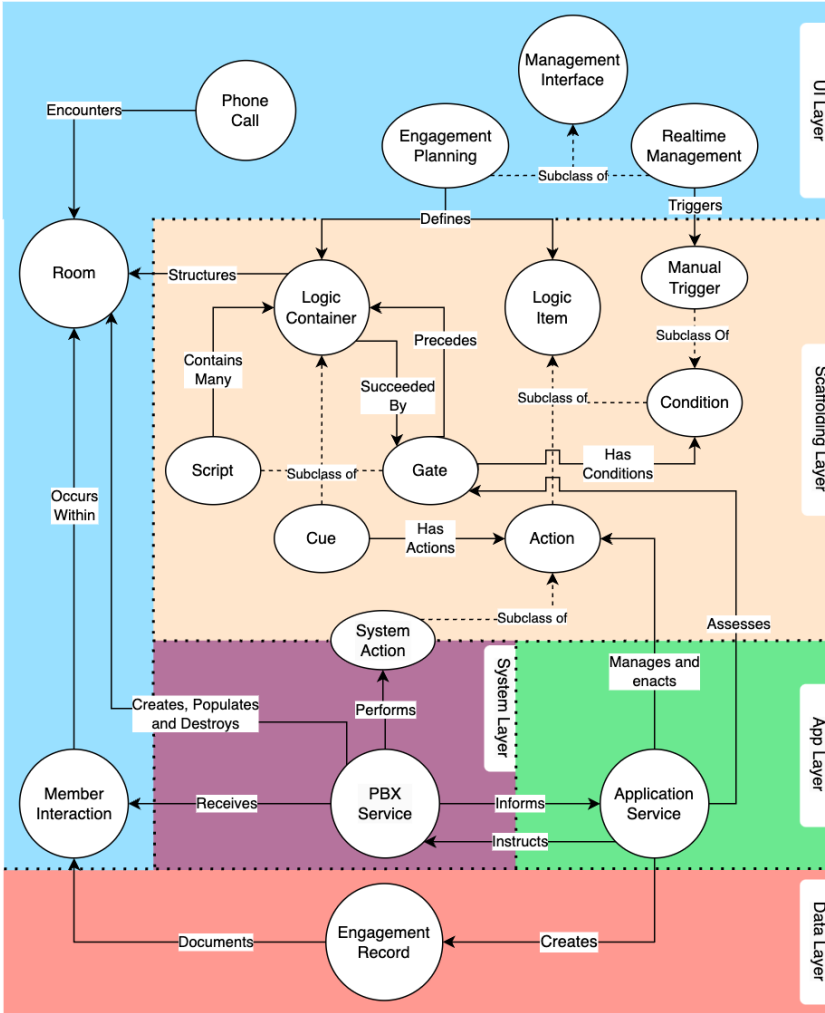 Management
Interface
Phone
Call
Encounters
Engagement
Planning
Realtime
Management
Subclass of
UI Layer
Defines
Triggers
Room
Structures
Logic
Container
Logic
Item
Manual
Trigger
Precedes
Subclass Of
Contains
Many
Succeeded
By
Subclass of
Condition
Scaffolding Layer
Script
Subclass of
Gate
Has
Conditions
Occurs
Within
Cue
Has
Actions
Action
Subclass of
Assesses
System
Action
Manages and
enacts
System Layer
Creates, Populates
and Destroys
Performs
App Layer
Member
Interaction
Receives
PBX
Service
Informs
Application
Service
Instructs
Documents
Engagement
Record
Creates
Data Layer